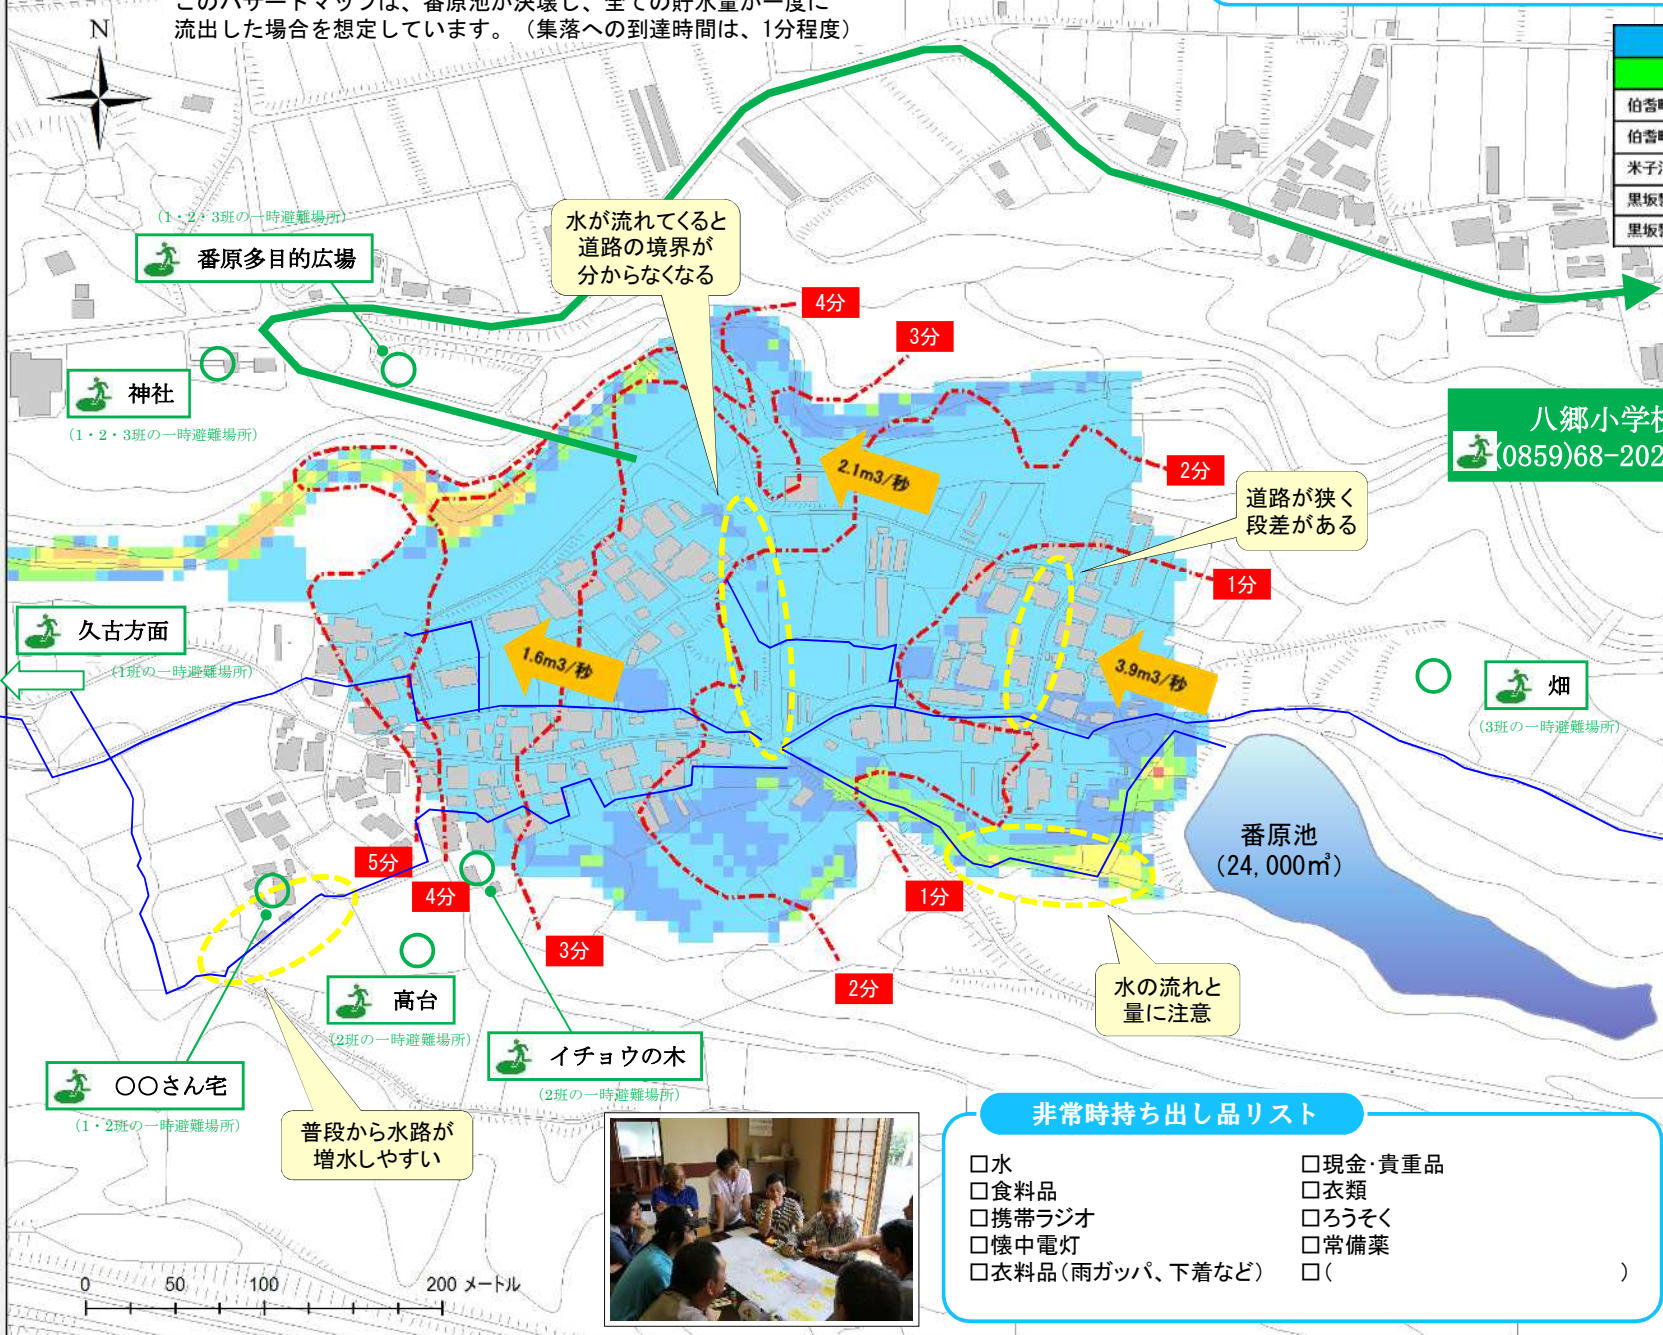 このハザードマップは、番原池が決壊し、全ての貯水量が一度に
流出した場合を想定しています。（集落への到達時間は、1分程度）
N
伯耆
伯耆
米子
黒坂
黒坂
（1・2・3班の一時避難場所）
番原多目的広場
水が流れてくると
道路の境界が
分からなくなる
4分
3分
神社
（1・2・3班の一時避難場所）
八郷小学校
(0859)68-202
2.1m3/秒
2分
道路が狭く
段差がある
1分
久古方面
（1班の一時避難場所）
1.6m3/秒
3.9m3/秒
畑
（3班の一時避難場所）
番原池
（24,000㎥）
5分
4分
1分
3分
2分
高台
（2班の一時避難場所）
水の流れと
量に注意
イチョウの木
（2班の一時避難場所）
〇〇さん宅
（1・2班の一時避難場所）
普段から水路が
増水しやすい
非常時持ち出し品リスト
□水
□食料品
□携帯ラジオ
□懐中電灯
□衣料品（雨ガッパ、下着など）
□現金・貴重品
□衣類
□ろうそく
□常備薬
□（ ）
0 50 100 200 メートル